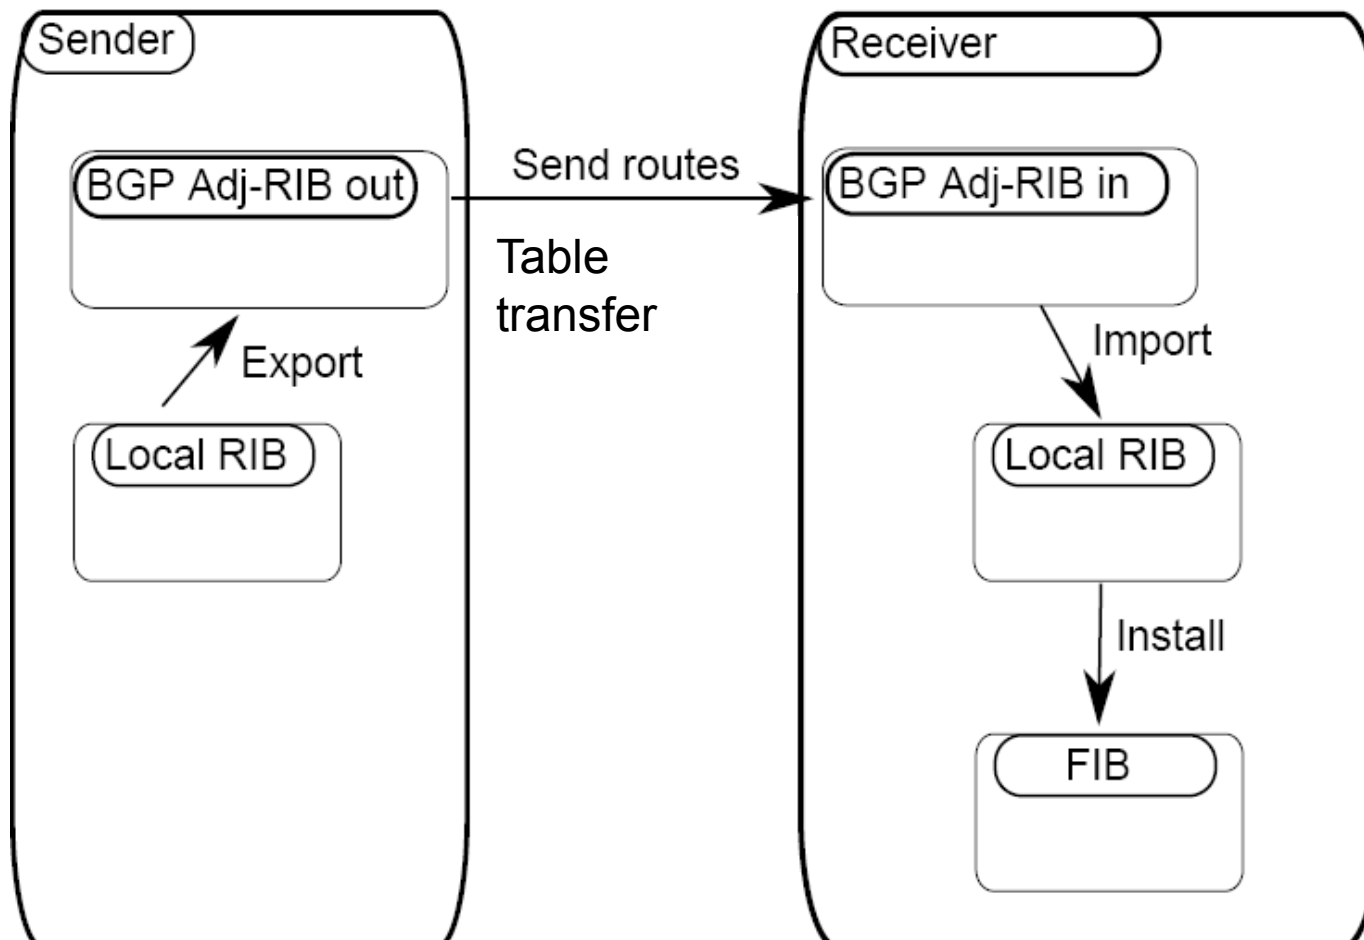 Sender
Receiver
BGP Adj-RIB out
Send routes
BGP Adj-RIB in
Table
transfer
Export
Import
Local RIB
Local RIB
Install
FIB